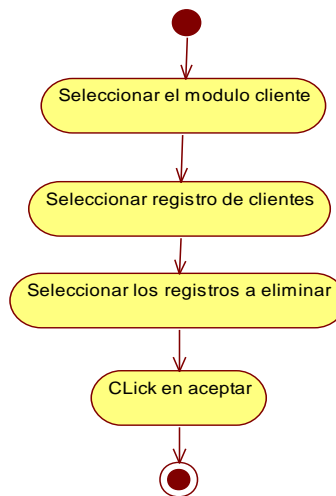 Seleccionar el modulo cliente
Seleccionar registro de clientes
Seleccionar los registros a eliminar
CLick en aceptar